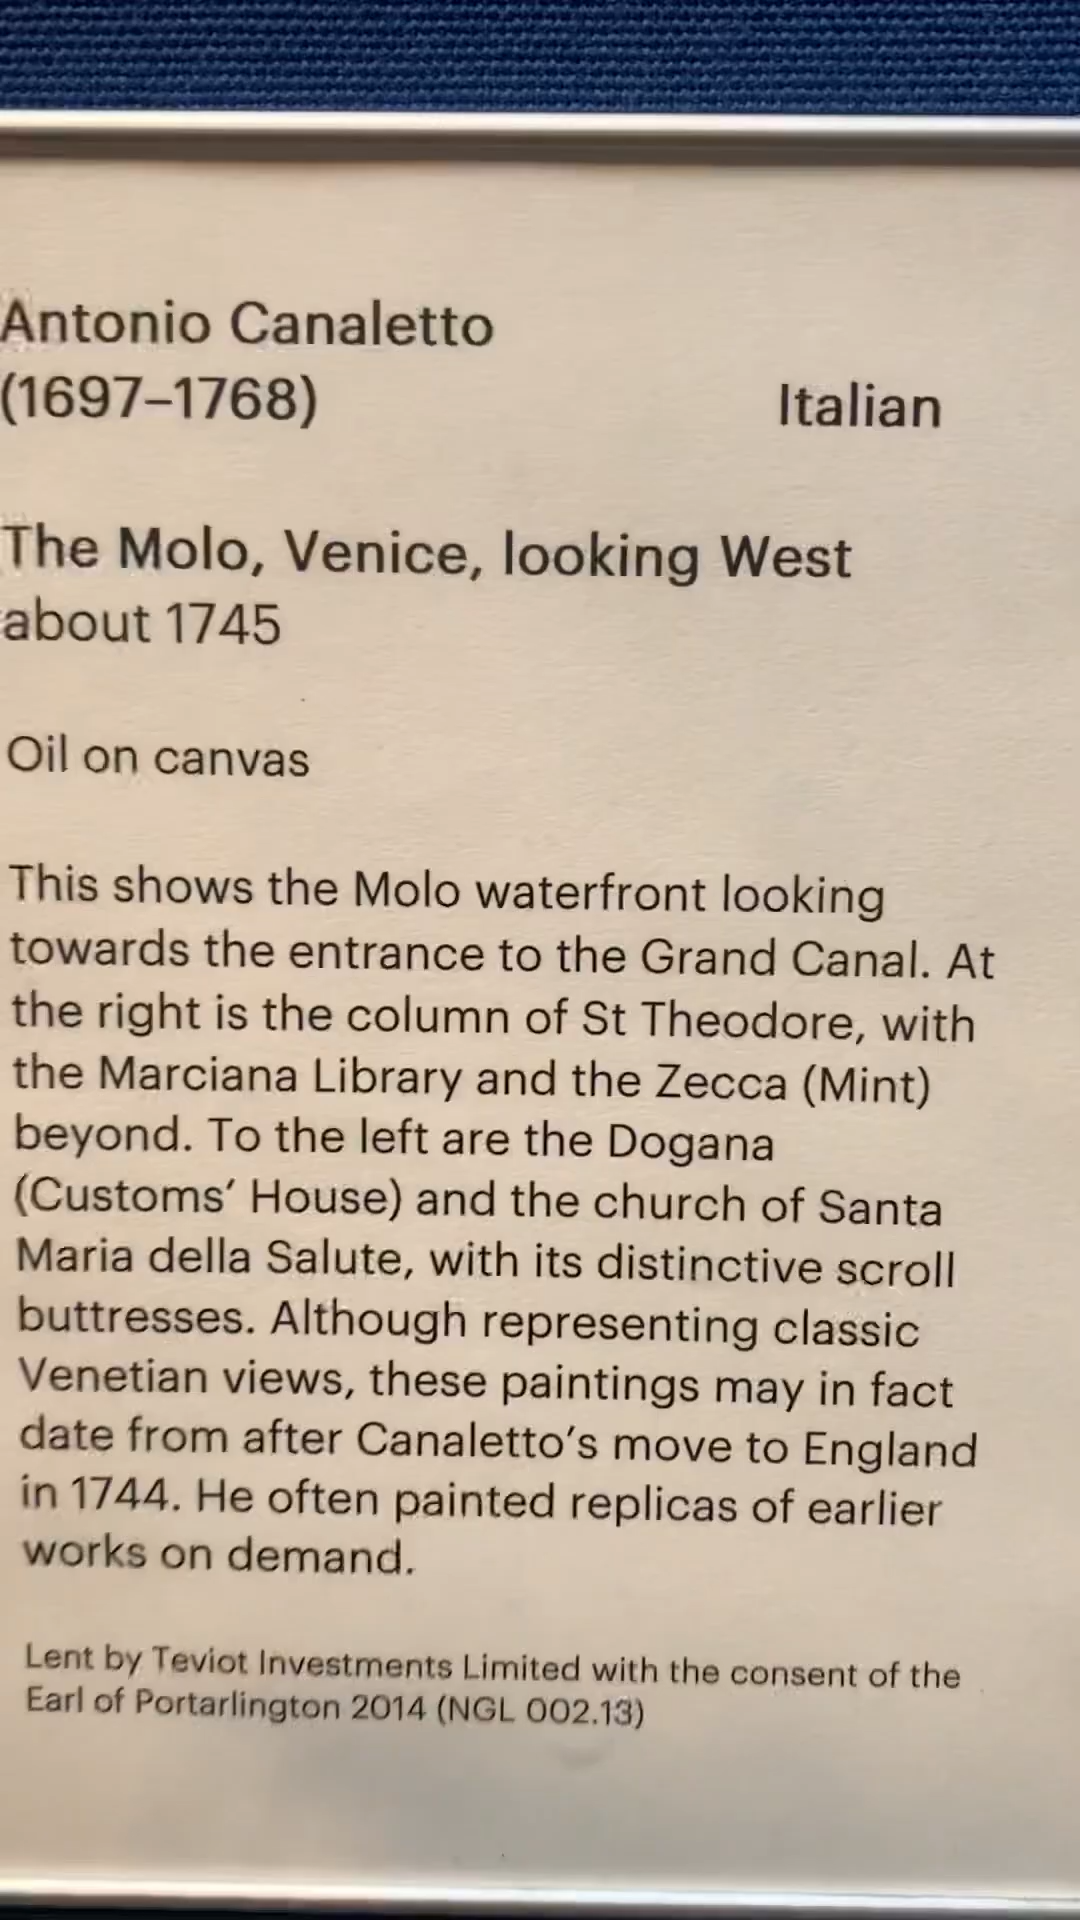 Antonio Canaletto
(1697–1768) Italian
The Molo, Venice, looking West
about 1745
Oil on canvas
This shows the Molo waterfront looking
towards the entrance to the Grand Canal. At
the right is the column of St Theodore, with
the Marciana Library and the Zecca (Mint)
beyond. To the left are the Dogana
(Customs’ House) and the church of Santa
Maria della Salute, with its distinctive scroll
buttresses. Although representing classic
Venetian views, these paintings may in fact
date from after Canaletto’s move to England
in 1744. He often painted replicas of earlier
works on demand.
Lent by Teviot Investments Limited with the consent of the
Earl of Portarlington 2014 (NGL 002.13)